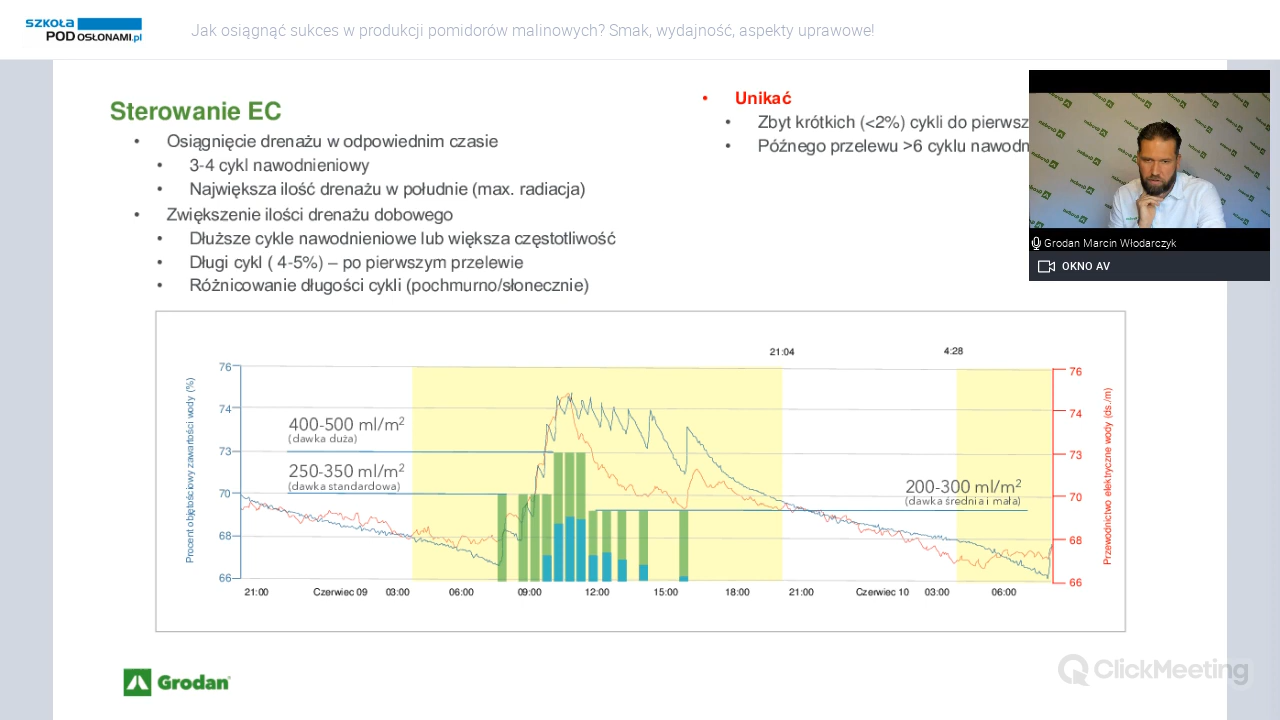 SZKOŁA
POD OSŁONAMI.pl
Jak osiągnąć sukces w produkcji pomidorów malinowych? Smak, wydajność, aspekty uprawowe!
Sterowanie EC
• Osiągnięcie drenażu w odpowiednim czasie
• 3-4 cykl nawodnieniowy
• Największa ilość drenażu w południe (max. radiacja)
• Zwiększenie ilości drenażu dobowego
• Dłuższe cykle nawodnieniowe lub większa częstotliwość
• Długi cykl ( 4-5%) – po pierwszym przelewie
• Różnicowanie długości cykli (pochmurno/słonecznie)
• Unikać
• Zbyt krótkich (<2%) cykli do pierwsz
• Późnego przelewu >6 cyklu nawodn
Grodan Marcin Włodarczyk
OKNO AV
21:04
4:28
Procent objętościowy zawartości wody (%)
76
74
73
70
68
66
400-500 ml/m²
(dawka duża)
250-350 ml/m²
(dawka standardowa)
200-300 ml/m²
(dawka średnia i mała)
76
74
73
70
68
66
Przewodnictwo elektryczne wody (ds./m)
21:00 Czerwiec 09 03:00 06:00 09:00 12:00 15:00 18:00 21:00 Czerwiec 10 03:00 06:00
Grodan
ClickMeeting